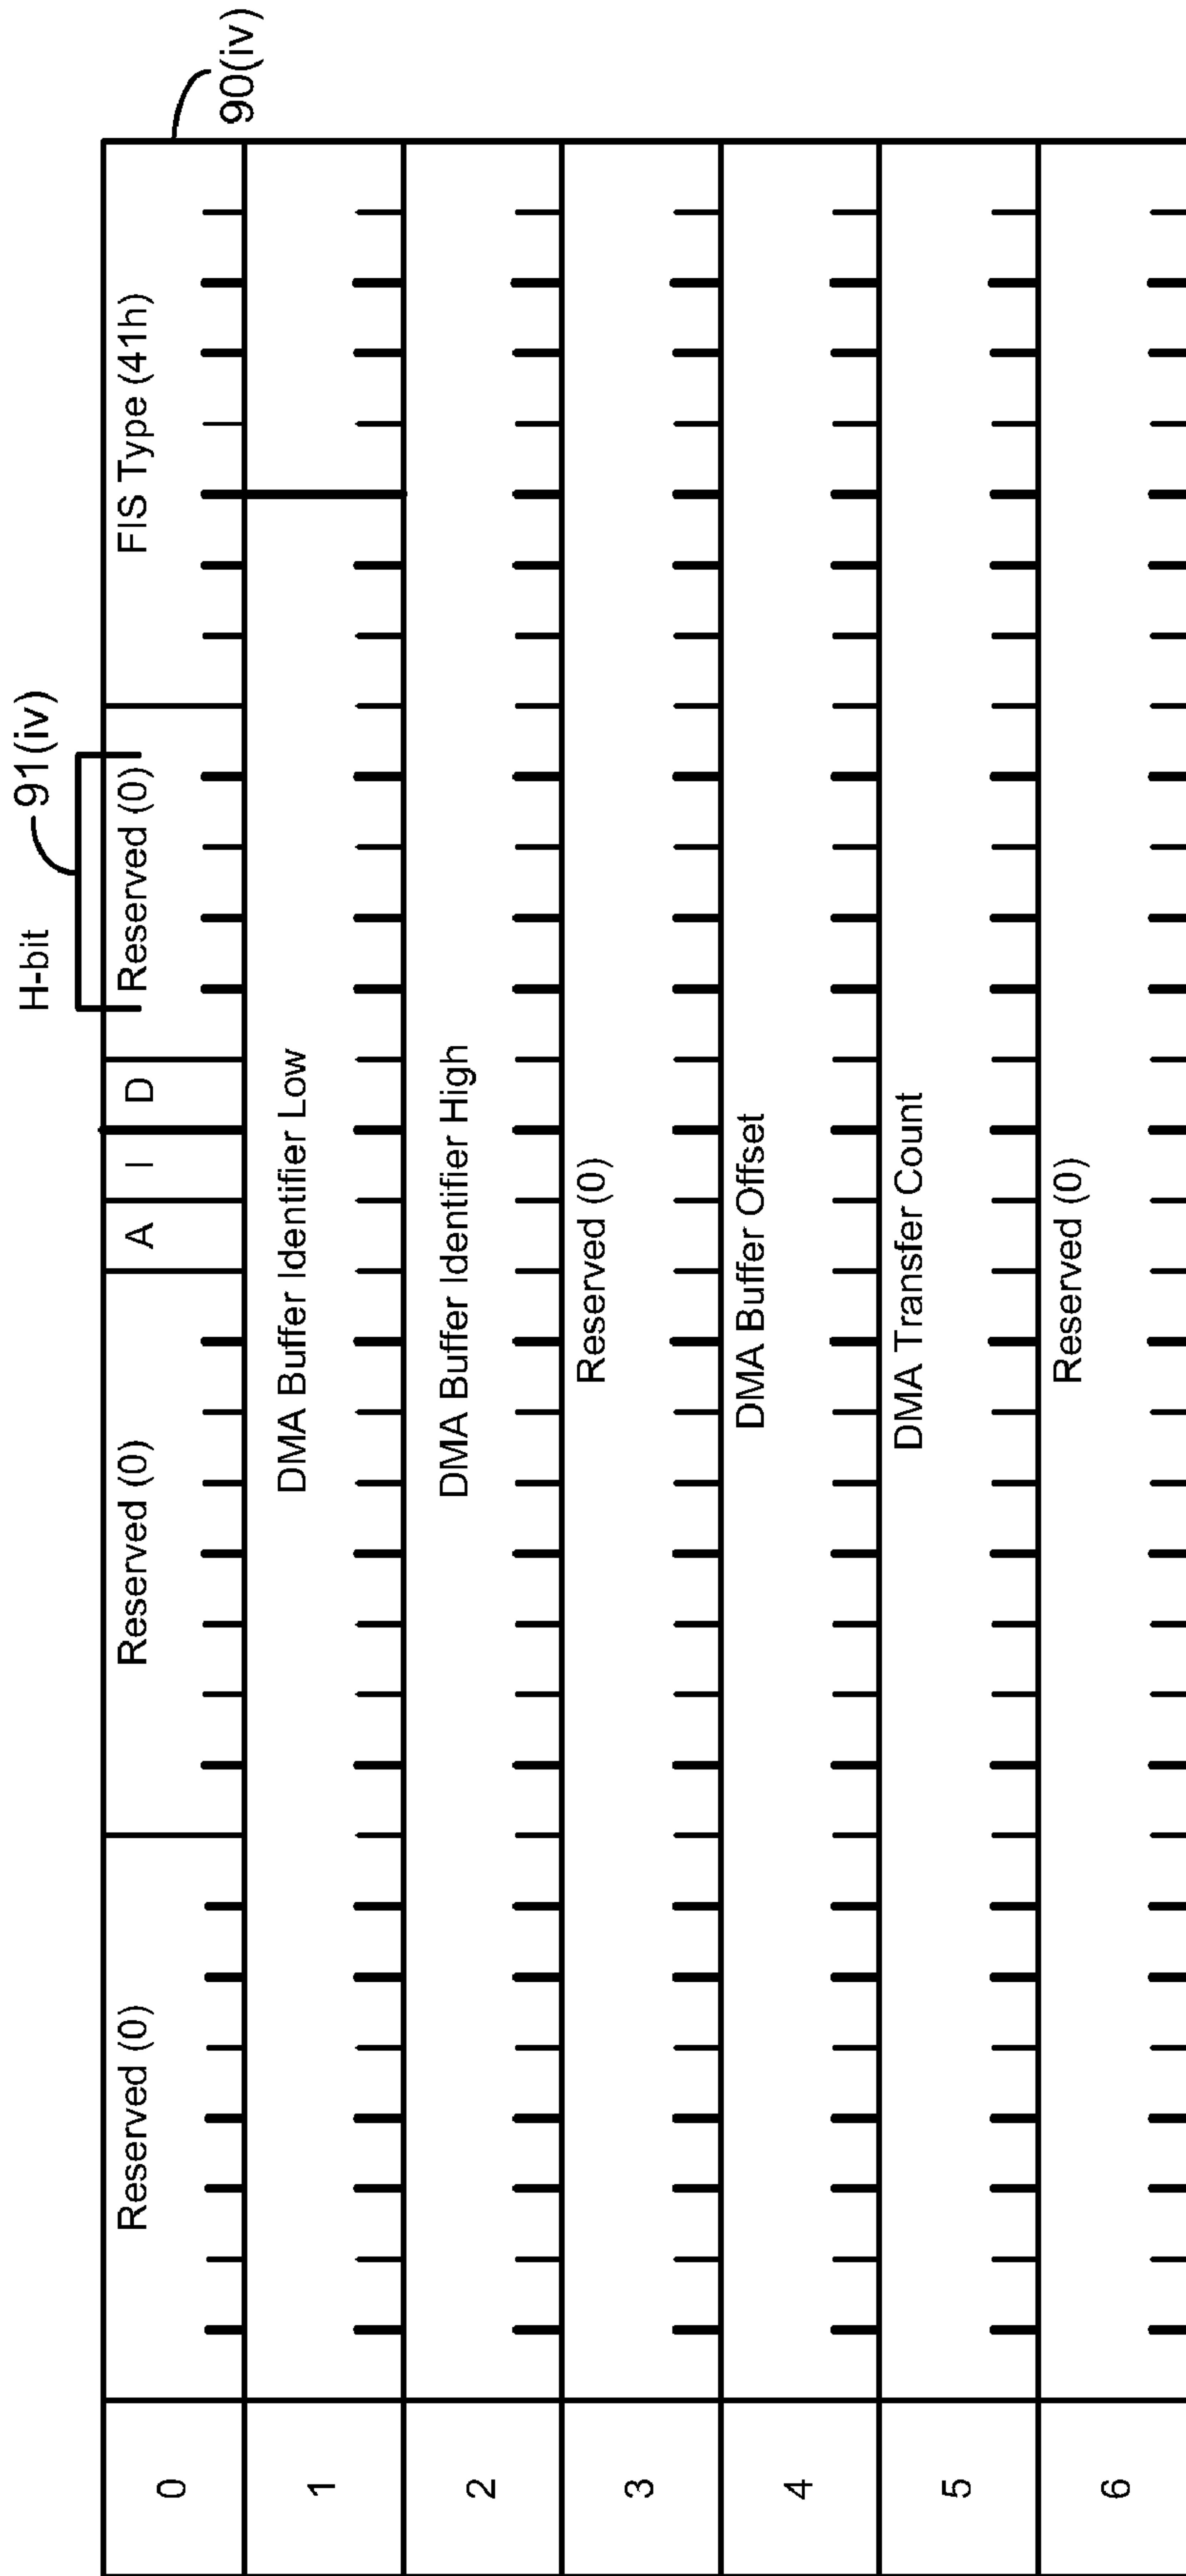 H-bit 91(iv)
90(iv)
0 Reserved (0) Reserved (0) A I D Reserved (0) FIS Type (41h)
1 DMA Buffer Identifier Low
2 DMA Buffer Identifier High
3 Reserved (0)
4 DMA Buffer Offset
5 DMA Transfer Count
6 Reserved (0)